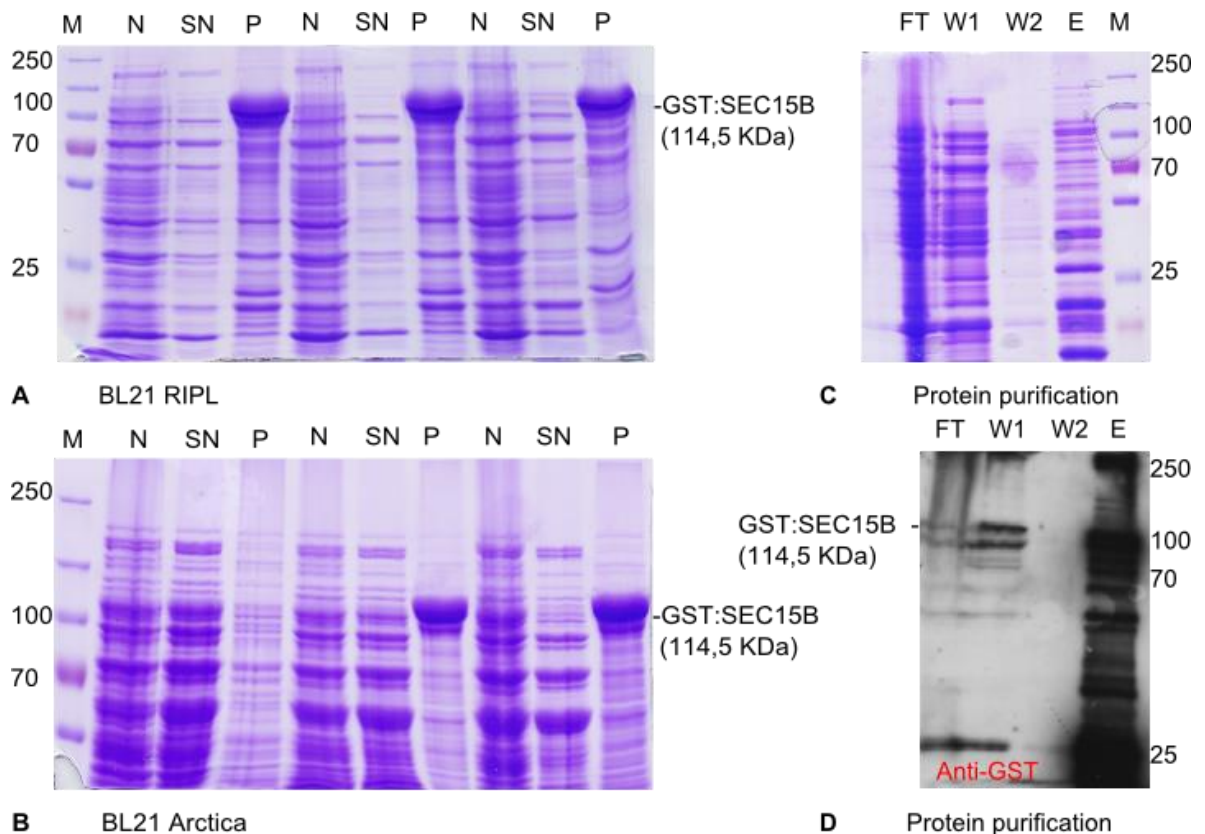 M N SN P N SN P N SN P
250
100
70
25
-GST:SEC15B
(114,5 KDa)
A BL21 RIPL
FT W1 W2 E M
250
100
70
25
C Protein purification
M N SN P N SN P N SN P
250
100
70
-GST:SEC15B
(114,5 KDa)
B BL21 Arctica
FT W1 W2 E
GST:SEC15B -
(114,5 KDa)
250
100
70
25
Anti-GST
D Protein purification